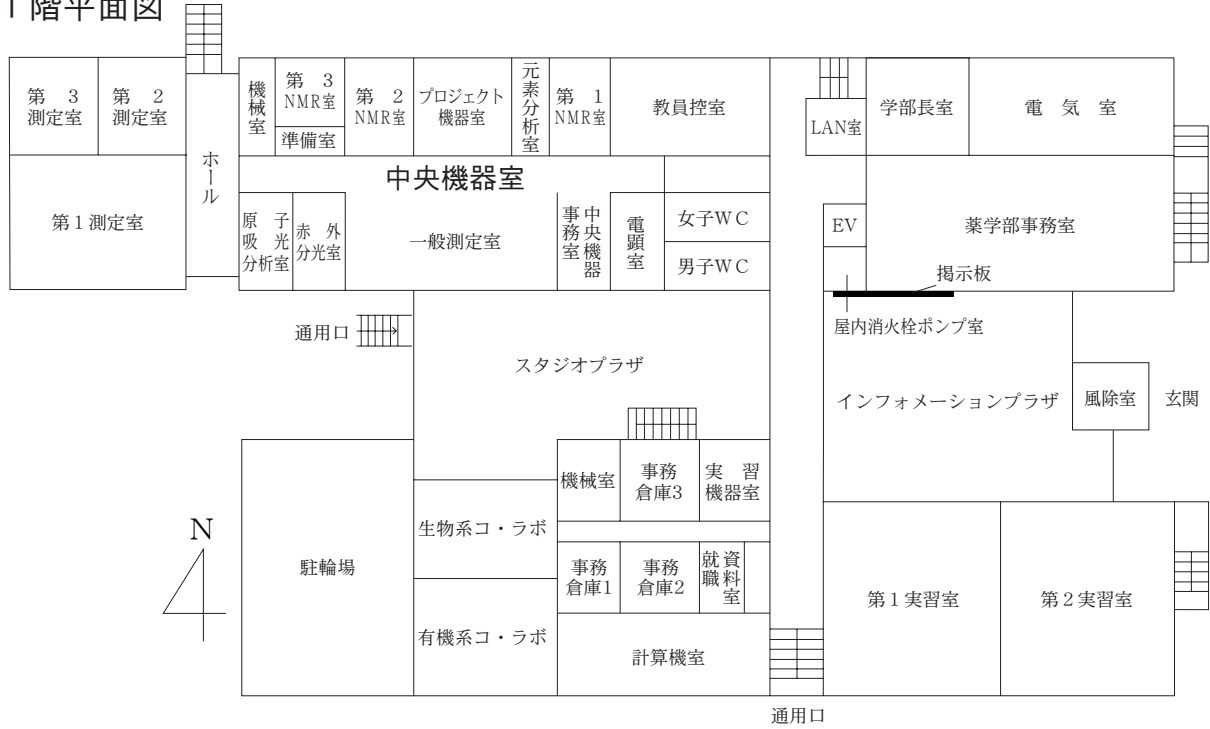 1階平面図
第　3
測定室
第　2
測定室
機械室
第　3
NMR室
準備室
第　2
NMR室
プロジェクト
機器室
元素分析室
第　1
NMR室
教員控室
LAN室
学部長室
電　気　室
ホール
中央機器室
第1測定室
原　子
吸　光
分析室
赤　外
分光室
一般測定室
中央機器
事務室
電顕室
女子WC
男子WC
EV
薬学部事務室
掲示板
屋内消火栓ポンプ室
通用口
スタジオプラザ
インフォメーションプラザ
風除室
玄関
機械室
事務
倉庫3
実　習
機器室
生物系コ・ラボ
N
駐輪場
事務
倉庫1
事務
倉庫2
就職
資料室
第1実習室
第2実習室
有機系コ・ラボ
計算機室
通用口